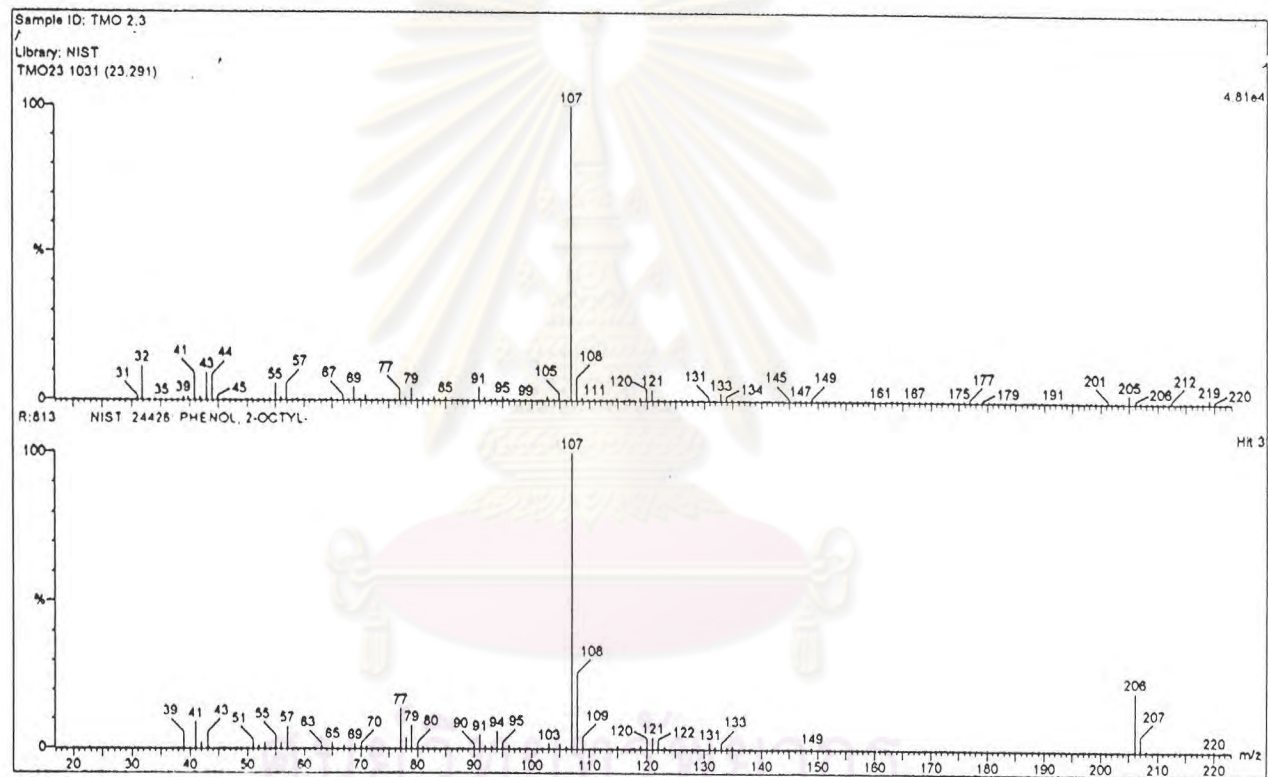 Sample ID: TMO 2,3
Library: NIST
TMO23 1031 (23.291)
100
107
4.81e4
%
31 32 35 39 41 43 44 45 55 57 67 69 77 79 85 91 95 99 105 108 111 120 121 131 133 134 145 147 149 161 167 175 177 179 191 201 205 206 212 219 220
0
R:813 NIST 24426: PHENOL, 2-OCTYL-
100
107
Hit 3
%
39 41 43 51 55 57 63 65 69 70 77 79 80 90 91 94 95 103 108 109 120 121 122 131 133 149 206 207 220
0
20 30 40 50 60 70 80 90 100 110 120 130 140 150 160 170 180 190 200 210 220 m/z